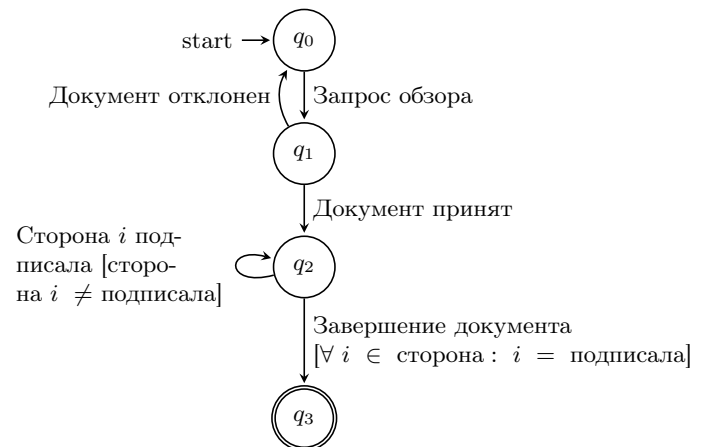 start
q0
Документ отклонен
Запрос обзора
q1
Документ принят
Сторона i под-
писала [сторо-
на i ≠ подписала]
q2
Завершение документа
[∀ i ∈ сторона : i = подписала]
q3